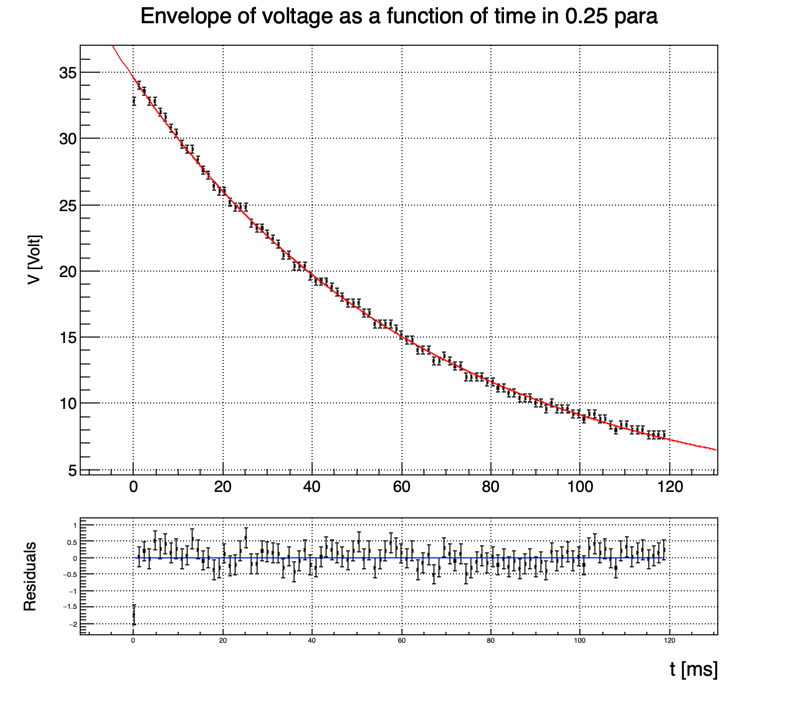 Envelope of voltage as a function of time in 0.25 para
V [Volt]
35
30
25
20
15
10
5
0 20 40 60 80 100 120
Residuals
1
0.5
0
−0.5
−1
−1.5
−2
0 20 40 60 80 100 120
t [ms]